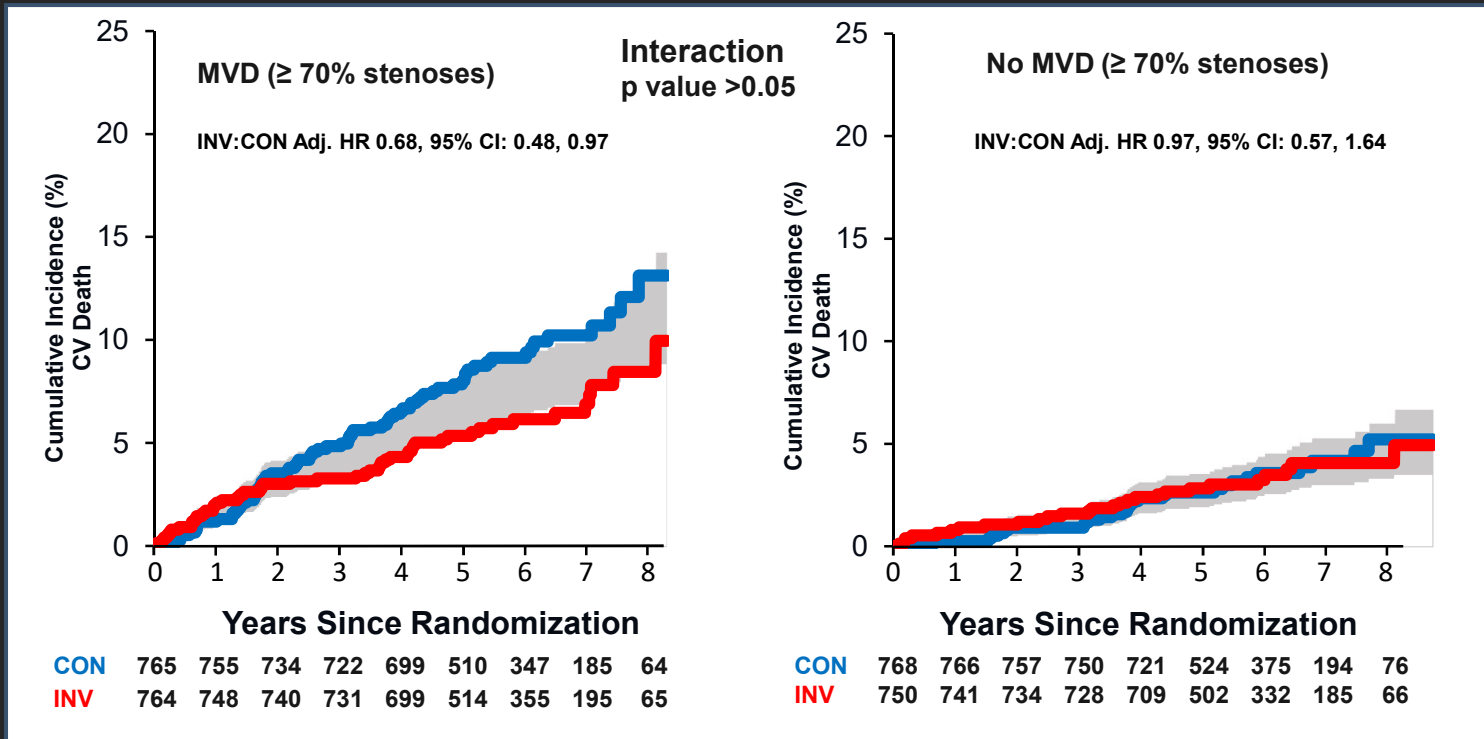 MVD (≥ 70% stenoses)
INV:CON Adj. HR 0.68, 95% CI: 0.48, 0.97
Cumulative Incidence (%)
CV Death
25
20
15
10
5
0
0 1 2 3 4 5 6 7 8
Years Since Randomization
CON 765 755 734 722 699 510 347 185 64
INV 764 748 740 731 699 514 355 195 65
Interaction
p value >0.05
No MVD (≥ 70% stenoses)
INV:CON Adj. HR 0.97, 95% CI: 0.57, 1.64
Cumulative Incidence (%)
CV Death
25
20
15
10
5
0
0 1 2 3 4 5 6 7 8
Years Since Randomization
CON 768 766 757 750 721 524 375 194 76
INV 750 741 734 728 709 502 332 185 66